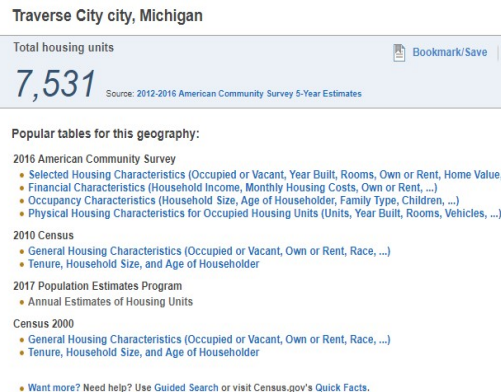 Traverse City city, Michigan
Total housing units
Bookmark/Save
7,531 Source: 2012-2016 American Community Survey 5-Year Estimates
Popular tables for this geography:
2016 American Community Survey
• Selected Housing Characteristics (Occupied or Vacant, Year Built, Rooms, Own or Rent, Home Value,
• Financial Characteristics (Household Income, Monthly Housing Costs, Own or Rent, ...)
• Occupancy Characteristics (Household Size, Age of Householder, Family Type, Children, ...)
• Physical Housing Characteristics for Occupied Housing Units (Units, Year Built, Rooms, Vehicles, ...)
2010 Census
• General Housing Characteristics (Occupied or Vacant, Own or Rent, Race, ...)
• Tenure, Household Size, and Age of Householder
2017 Population Estimates Program
• Annual Estimates of Housing Units
Census 2000
• General Housing Characteristics (Occupied or Vacant, Own or Rent, Race, ...)
• Tenure, Household Size, and Age of Householder
• Want more? Need help? Use Guided Search or visit Census.gov's Quick Facts.